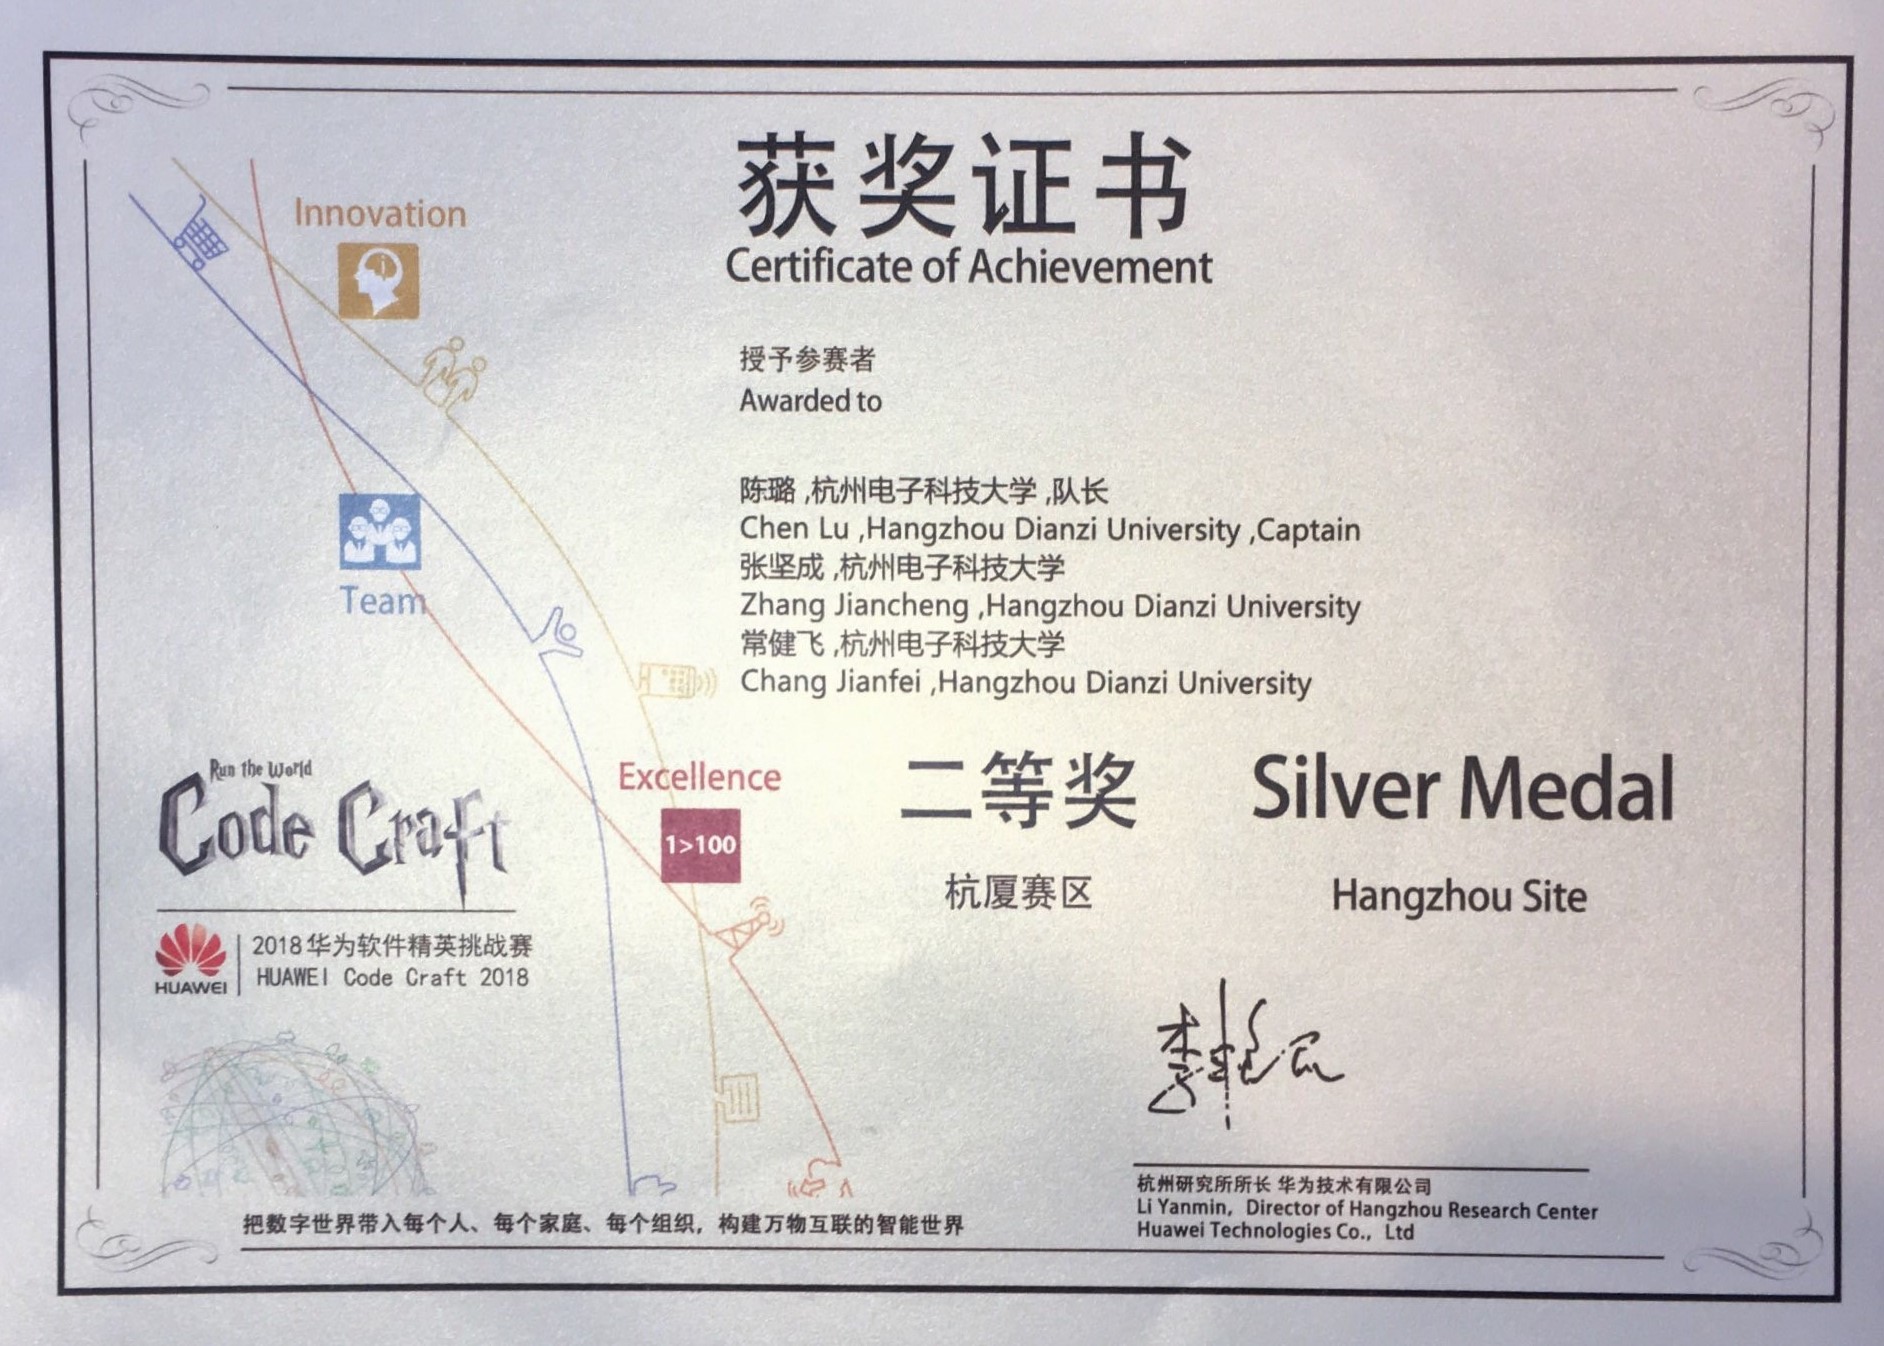 获奖证书
Certificate of Achievement
授予参赛者
Awarded to
陈璐 ,杭州电子科技大学 ,队长
Chen Lu ,Hangzhou Dianzi University ,Captain
张坚成 ,杭州电子科技大学
Zhang Jiancheng ,Hangzhou Dianzi University
常健飞 ,杭州电子科技大学
Chang Jianfei ,Hangzhou Dianzi University
Innovation
Team
Excellence
1>100
二等奖 Silver Medal
杭厦赛区 Hangzhou Site
Run the World
Code Craft
HUAWEI
2018华为软件精英挑战赛
HUAWEI Code Craft 2018
杭州研究所所长 华为技术有限公司
Li Yanmin, Director of Hangzhou Research Center
Huawei Technologies Co., Ltd
把数字世界带入每个人、每个家庭、每个组织,构建万物互联的智能世界